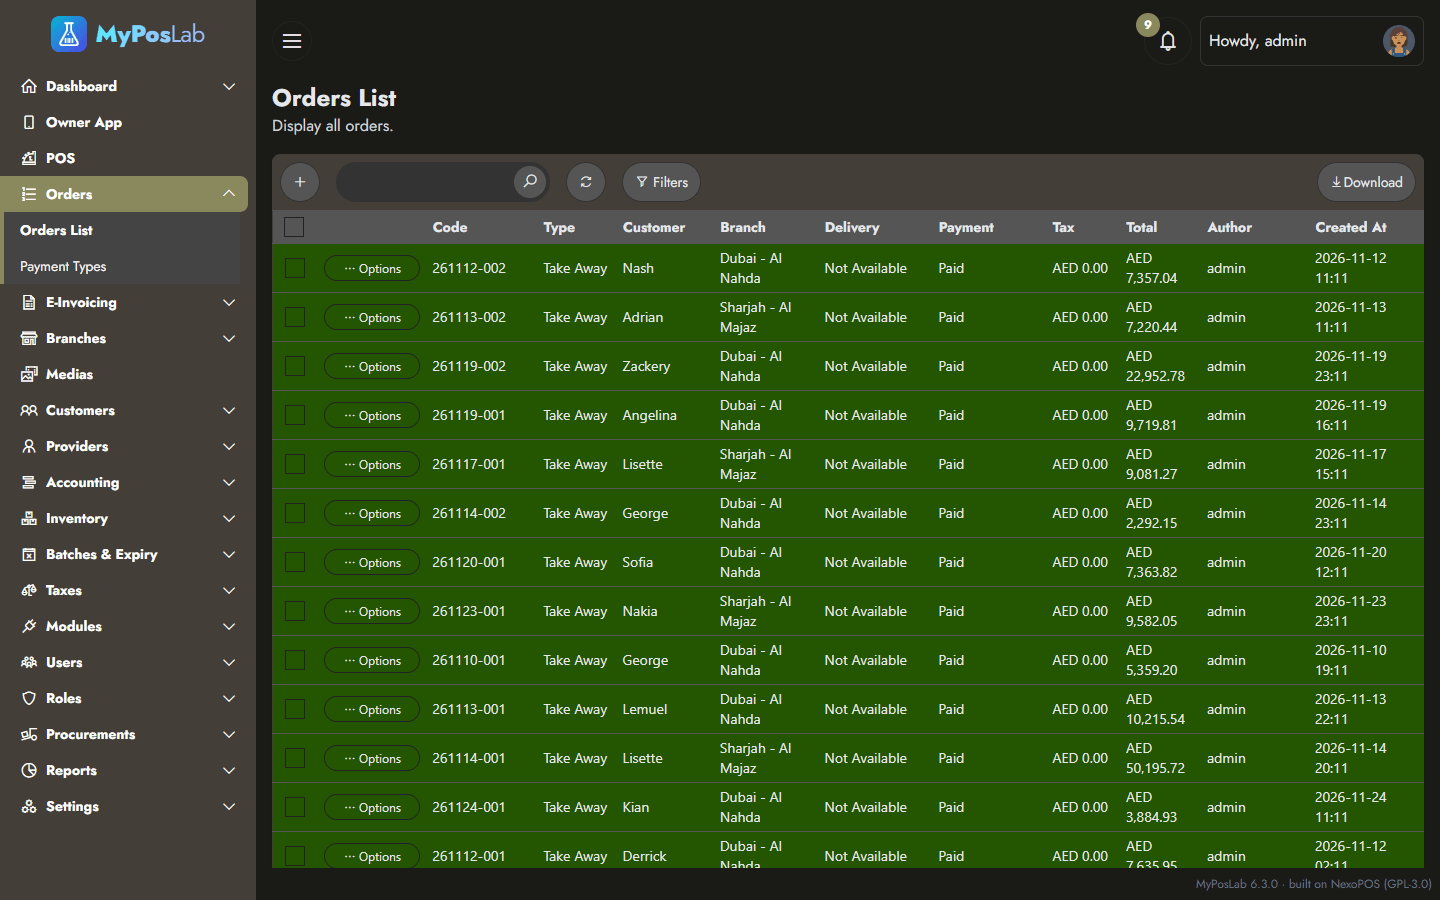 MyPosLab
Dashboard
Owner App
POS
Orders
Orders List
Payment Types
E-Invoicing
Branches
Medias
Customers
Providers
Accounting
Inventory
Batches & Expiry
Taxes
Modules
Users
Roles
Procurements
Reports
Settings
9
Howdy, admin
Orders List
Display all orders.
+ Filters Download
Code Type Customer Branch Delivery Payment Tax Total Author Created At
··· Options 261112-002 Take Away Nash Dubai - Al Nahda Not Available Paid AED 0.00 AED 7,357.04 admin 2026-11-12 11:11
··· Options 261113-002 Take Away Adrian Sharjah - Al Majaz Not Available Paid AED 0.00 AED 7,220.44 admin 2026-11-13 11:11
··· Options 261119-002 Take Away Zackery Dubai - Al Nahda Not Available Paid AED 0.00 AED 22,952.78 admin 2026-11-19 23:11
··· Options 261119-001 Take Away Angelina Dubai - Al Nahda Not Available Paid AED 0.00 AED 9,719.81 admin 2026-11-19 16:11
··· Options 261117-001 Take Away Lisette Sharjah - Al Majaz Not Available Paid AED 0.00 AED 9,081.27 admin 2026-11-17 15:11
··· Options 261114-002 Take Away George Dubai - Al Nahda Not Available Paid AED 0.00 AED 2,292.15 admin 2026-11-14 23:11
··· Options 261120-001 Take Away Sofia Dubai - Al Nahda Not Available Paid AED 0.00 AED 7,363.82 admin 2026-11-20 12:11
··· Options 261123-001 Take Away Nakia Sharjah - Al Majaz Not Available Paid AED 0.00 AED 9,582.05 admin 2026-11-23 23:11
··· Options 261110-001 Take Away George Dubai - Al Nahda Not Available Paid AED 0.00 AED 5,359.20 admin 2026-11-10 19:11
··· Options 261113-001 Take Away Lemuel Dubai - Al Nahda Not Available Paid AED 0.00 AED 10,215.54 admin 2026-11-13 22:11
··· Options 261114-001 Take Away Lisette Sharjah - Al Majaz Not Available Paid AED 0.00 AED 50,195.72 admin 2026-11-14 20:11
··· Options 261124-001 Take Away Kian Dubai - Al Nahda Not Available Paid AED 0.00 AED 3,884.93 admin 2026-11-24 11:11
··· Options 261112-001 Take Away Derrick Dubai - Al Nahda Not Available Paid AED 0.00 AED 7,635.95 admin 2026-11-12 02:11
MyPosLab 6.3.0 · built on NexoPOS (GPL-3.0)